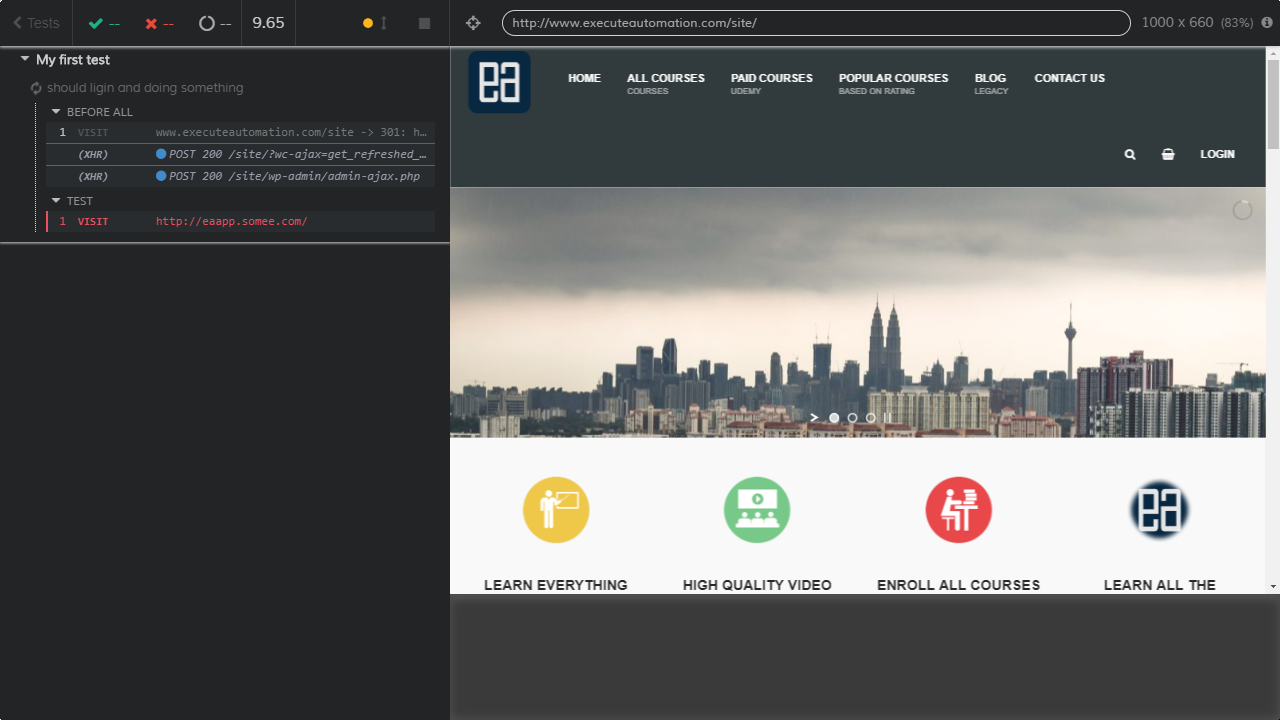 Tests
--
--
--
9.65
http://www.executeautomation.com/site/
1000 x 660 (83%)
My first test
should ligin and doing something
BEFORE ALL
1 VISIT www.executeautomation.com/site -> 301: h…
(XHR) POST 200 /site/?wc-ajax=get_refreshed_…
(XHR) POST 200 /site/wp-admin/admin-ajax.php
TEST
1 VISIT http://eaapp.somee.com/
ea
HOME ALL COURSES PAID COURSES POPULAR COURSES BLOG CONTACT US
COURSES UDEMY BASED ON RATING LEGACY
LOGIN
ea
LEARN EVERYTHING HIGH QUALITY VIDEO ENROLL ALL COURSES LEARN ALL THE